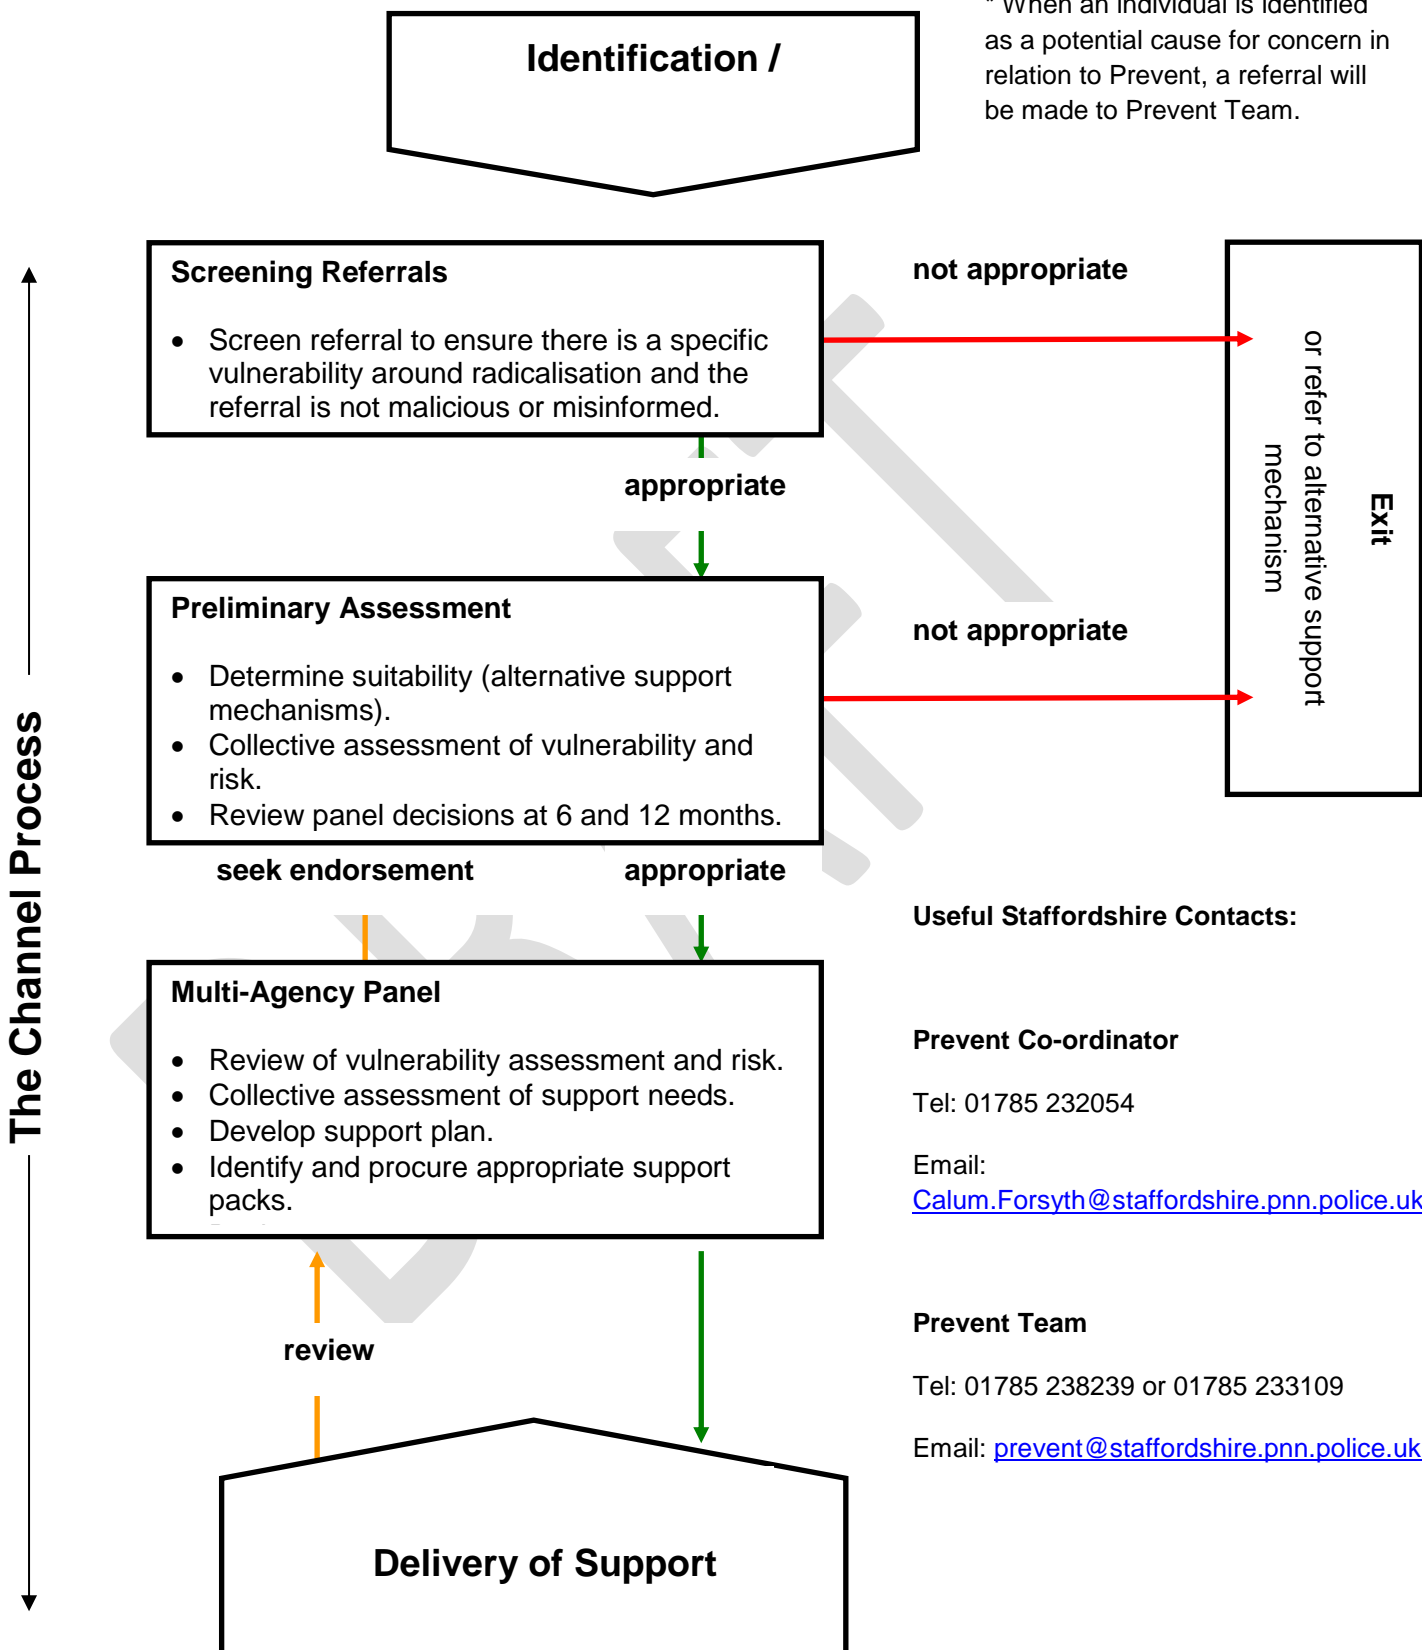 * When an individual is identified
as a potential cause for concern in
relation to Prevent, a referral will
be made to Prevent Team.
Identification /
The Channel Process
Screening Referrals
• Screen referral to ensure there is a specific
vulnerability around radicalisation and the
referral is not malicious or misinformed.
not appropriate
appropriate
Exit
or refer to alternative support
mechanism
Preliminary Assessment
• Determine suitability (alternative support
mechanisms).
• Collective assessment of vulnerability and
risk.
• Review panel decisions at 6 and 12 months.
not appropriate
seek endorsement
appropriate
Multi-Agency Panel
• Review of vulnerability assessment and risk.
• Collective assessment of support needs.
• Develop support plan.
• Identify and procure appropriate support
packs.
review
Delivery of Support
Useful Staffordshire Contacts:
Prevent Co-ordinator
Tel: 01785 232054
Email:
Calum.Forsyth@staffordshire.pnn.police.uk
Prevent Team
Tel: 01785 238239 or 01785 233109
Email: prevent@staffordshire.pnn.police.uk